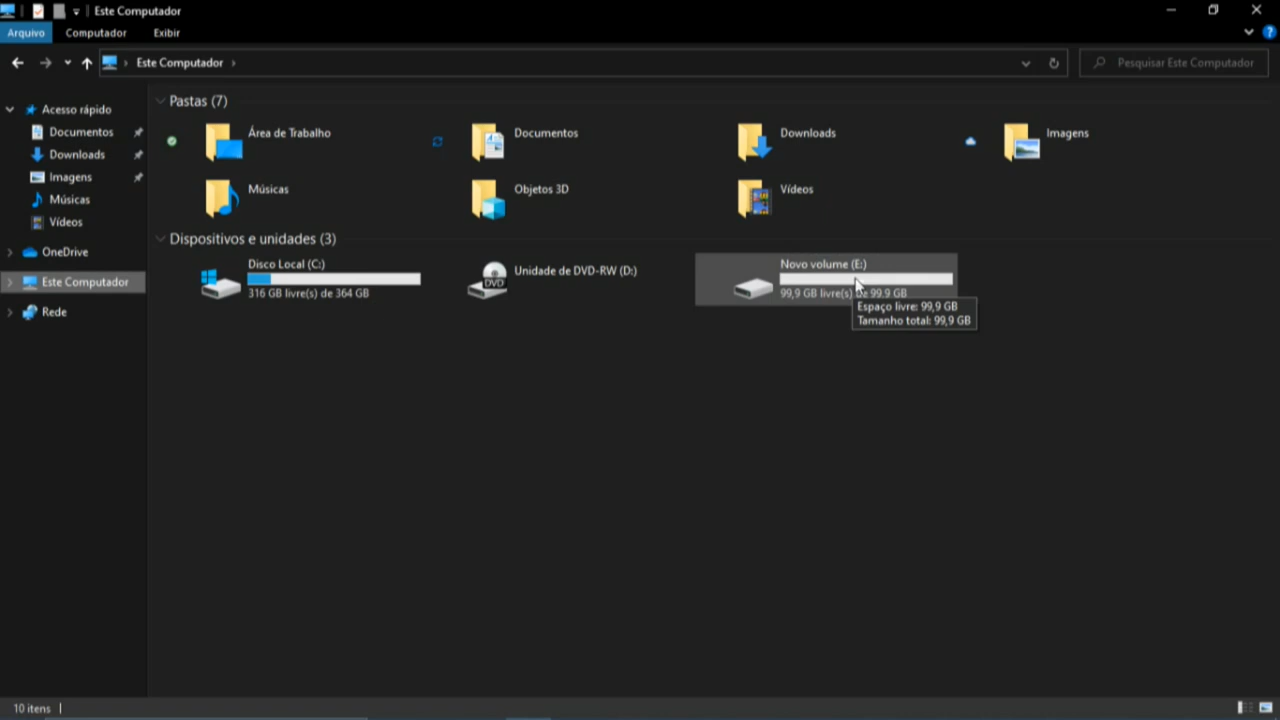 Este Computador
Arquivo
Computador
Exibir
Este Computador
Pesquisar Este Computador
Acesso rápido
Documentos
Downloads
Imagens
Músicas
Vídeos
OneDrive
Este Computador
Rede
Pastas (7)
Área de Trabalho
Documentos
Downloads
Imagens
Músicas
Objetos 3D
Vídeos
Dispositivos e unidades (3)
Disco Local (C:)
316 GB livre(s) de 364 GB
DVD
Unidade de DVD-RW (D:)
Novo volume (E:)
99,9 GB livre(s) de 99,9 GB
Espaço livre: 99,9 GB
Tamanho total: 99,9 GB
10 itens